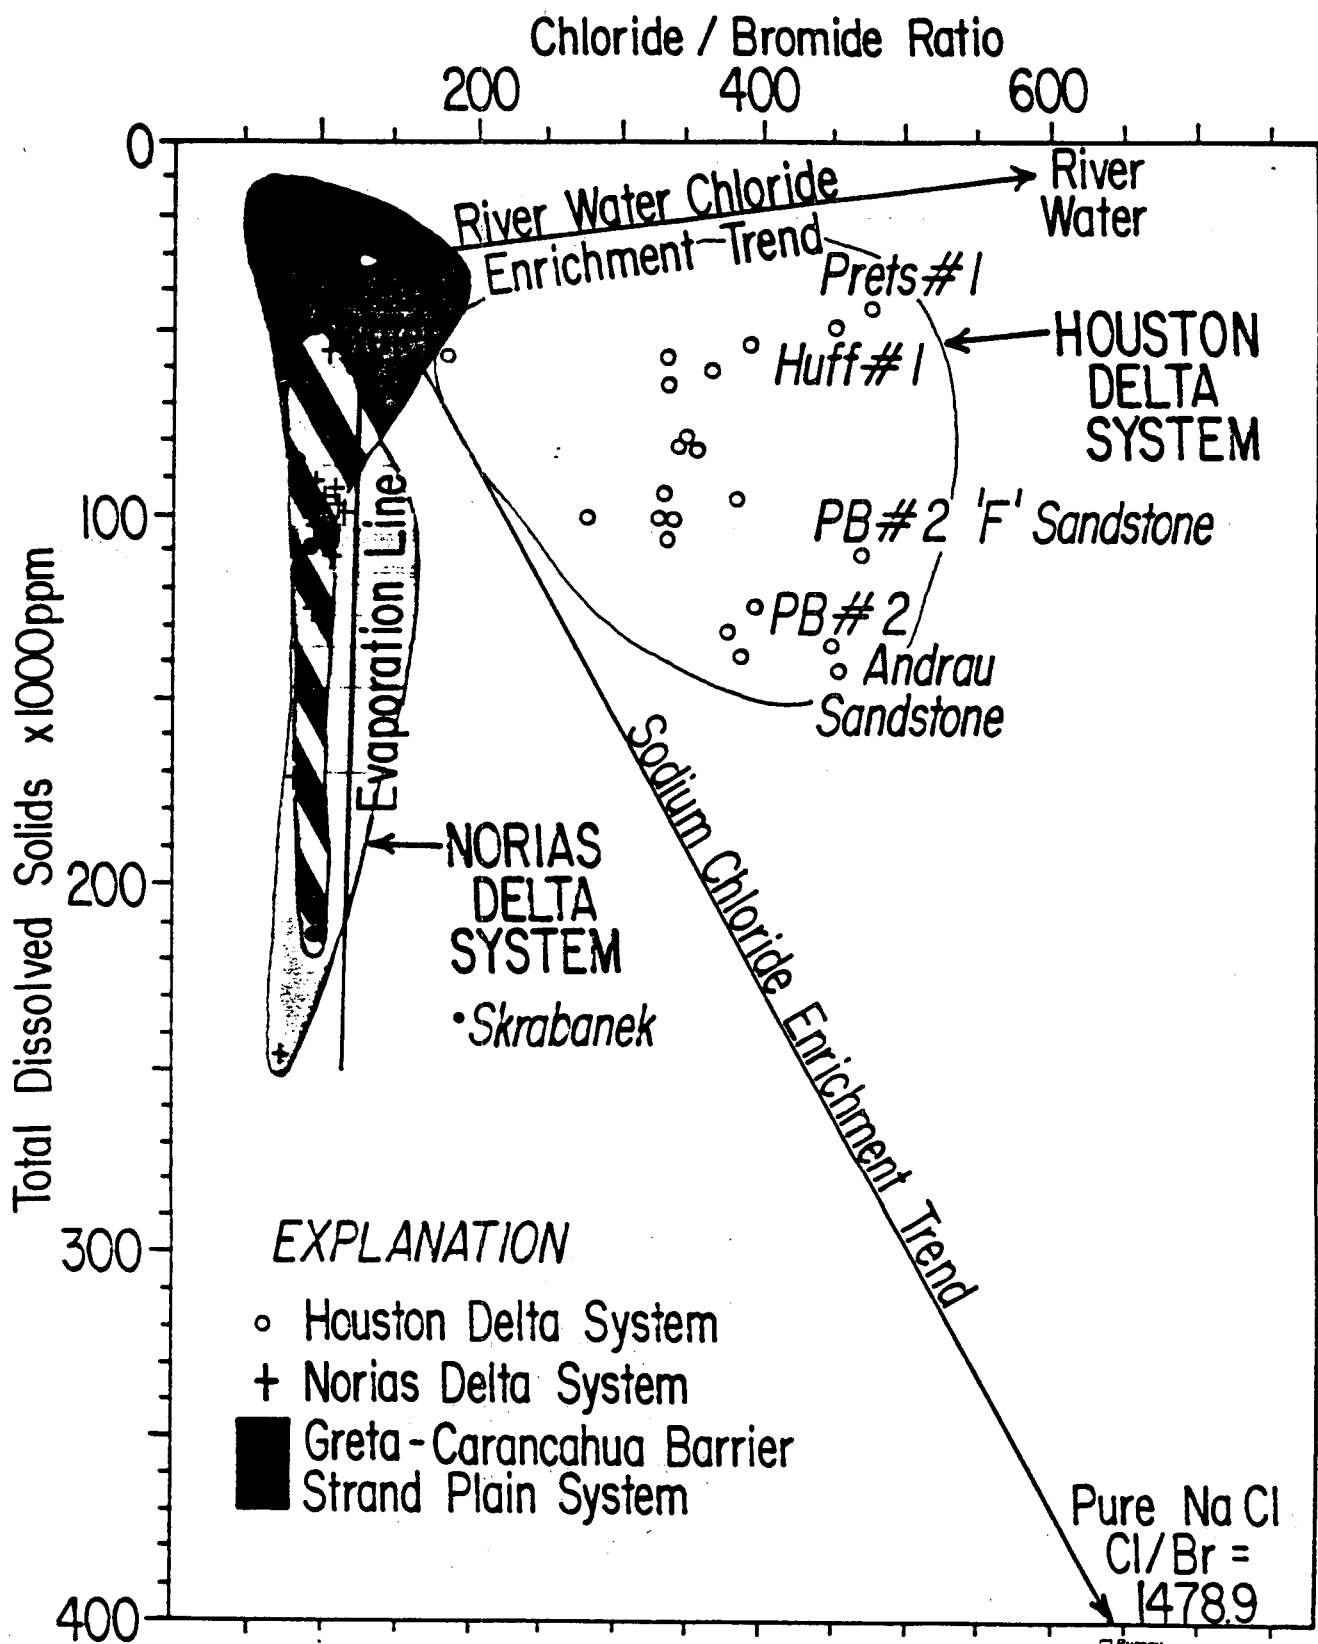 Chloride / Bromide Ratio
200 400 600
0
River Water Chloride
Enrichment-Trend
River
Water
Prets #1
Huff #1
HOUSTON
DELTA
SYSTEM
100
PB#2 'F' Sandstone
PB#2
Andrau
Sandstone
Evaporation Line
Total Dissolved Solids x1000ppm
200
NORIAS
DELTA
SYSTEM
•Skrabanek
Sodium Chloride Enrichment Trend
300
EXPLANATION
Houston Delta System
+ Norias Delta System
Greta-Carancahua Barrier
Strand Plain System
Pure NaCl
Cl/Br =
1478.9
400